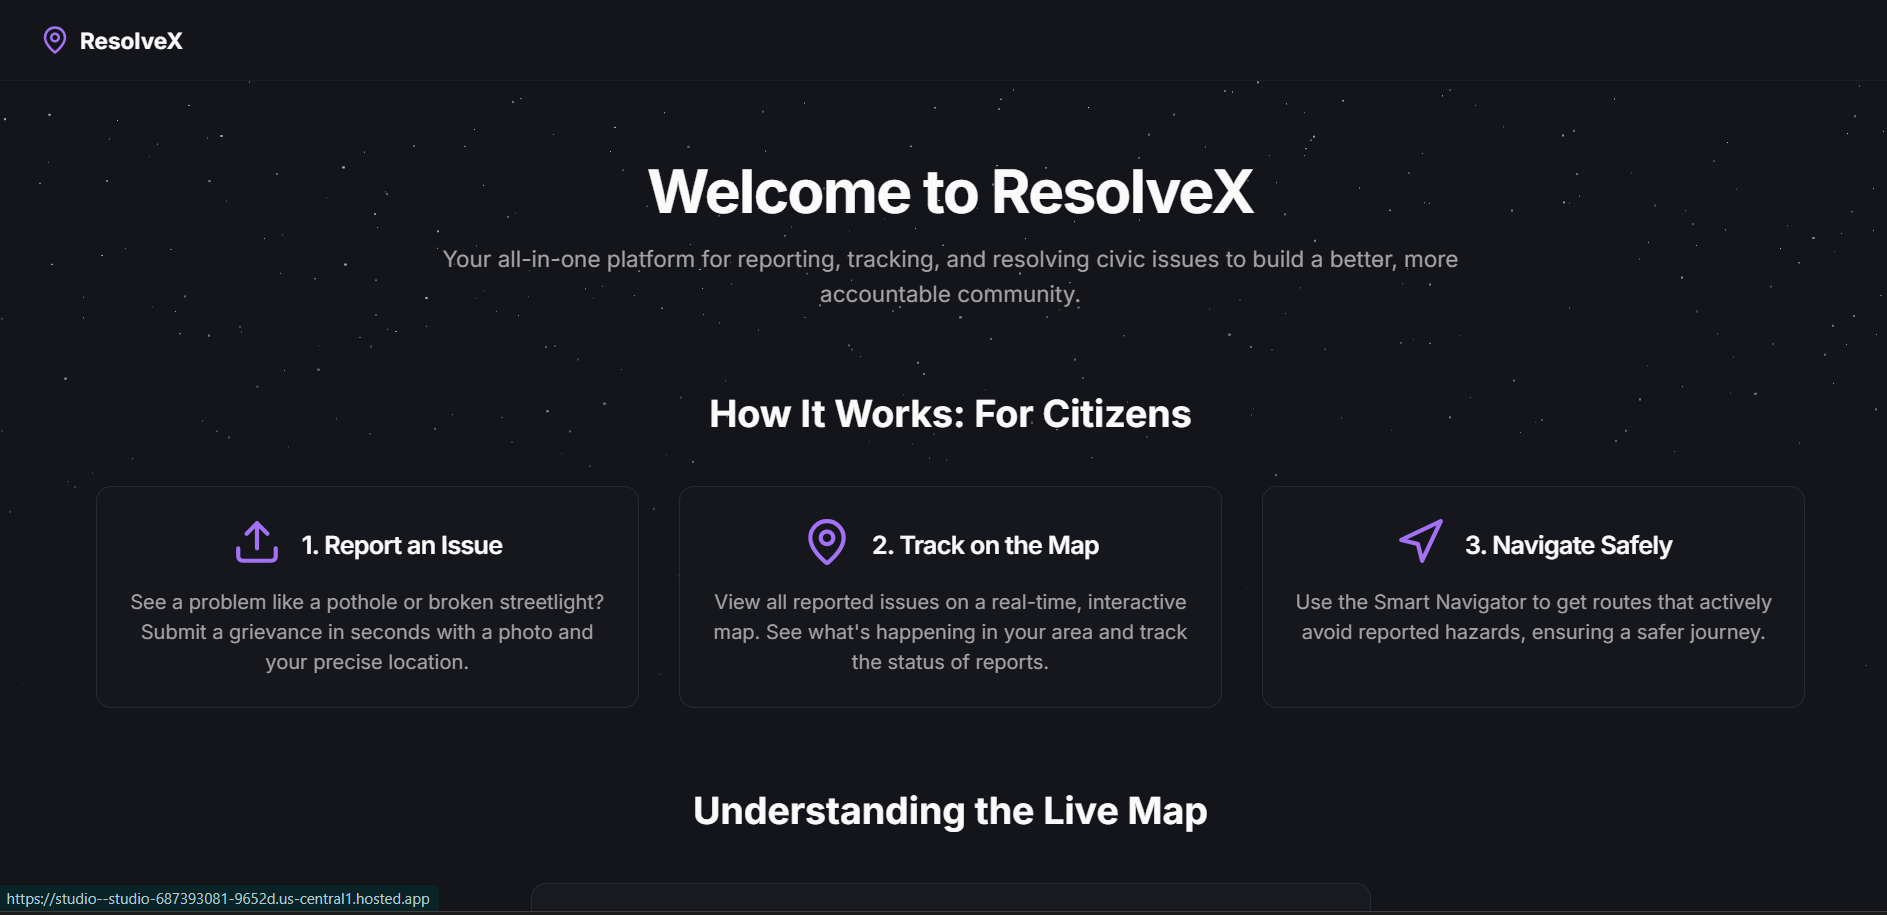 ResolveX
Welcome to ResolveX
Your all-in-one platform for reporting, tracking, and resolving civic issues to build a better, more
accountable community.
How It Works: For Citizens
1. Report an Issue
See a problem like a pothole or broken streetlight?
Submit a grievance in seconds with a photo and
your precise location.
2. Track on the Map
View all reported issues on a real-time, interactive
map. See what's happening in your area and track
the status of reports.
3. Navigate Safely
Use the Smart Navigator to get routes that actively
avoid reported hazards, ensuring a safer journey.
Understanding the Live Map
https://studio--studio-687393081-9652d.us-central1.hosted.app